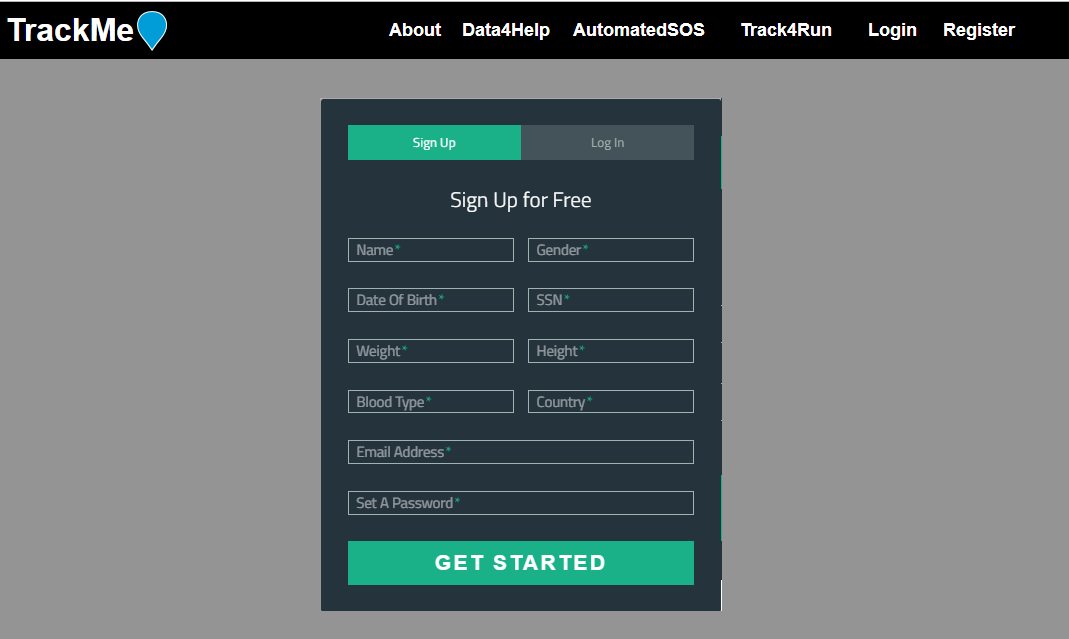 TrackMe About Data4Help AutomatedSOS Track4Run Login Register
Sign Up Log In
Sign Up for Free
Name* Gender*
Date Of Birth* SSN*
Weight* Height*
Blood Type* Country*
Email Address*
Set A Password*
GET STARTED